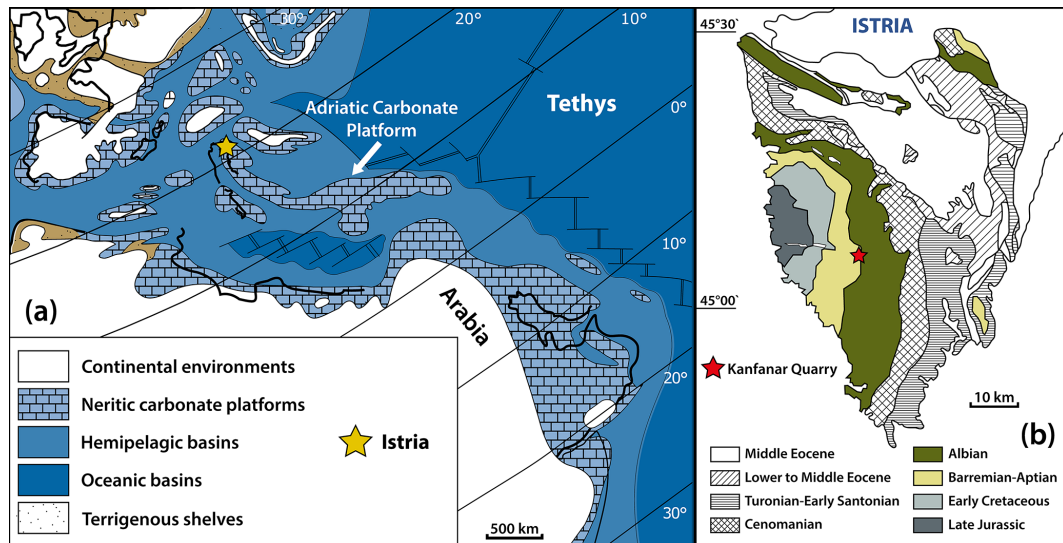 30°
20°
10°
Tethys
0°
Adriatic Carbonate
Platform
10°
(a)
Arabia
20°
30°
Continental environments
Neritic carbonate platforms
Hemipelagic basins
Oceanic basins
Terrigenous shelves
Istria
500 km
45°30`
ISTRIA
45°00`
Kanfanar Quarry
10 km
(b)
Middle Eocene
Lower to Middle Eocene
Turonian-Early Santonian
Cenomanian
Albian
Barremian-Aptian
Early Cretaceous
Late Jurassic